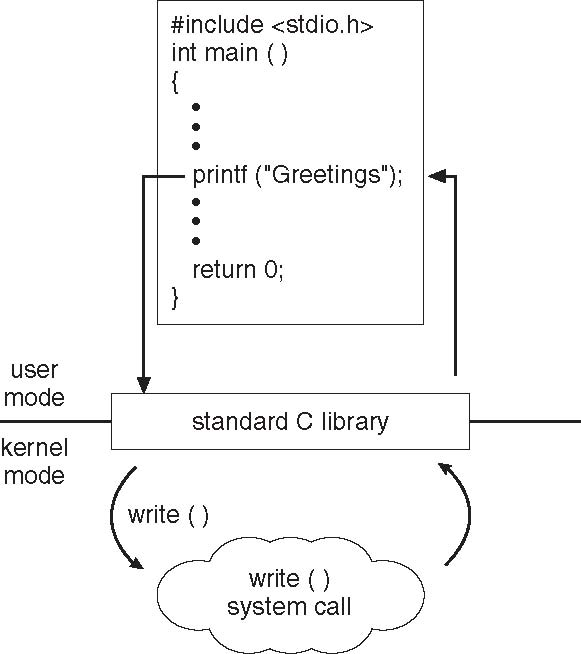 #include <stdio.h>
int main ( )
{
•
•
•
printf ("Greetings");
•
•
•
return 0;
}
user
mode
standard C library
kernel
mode
write ( )
write ( )
system call